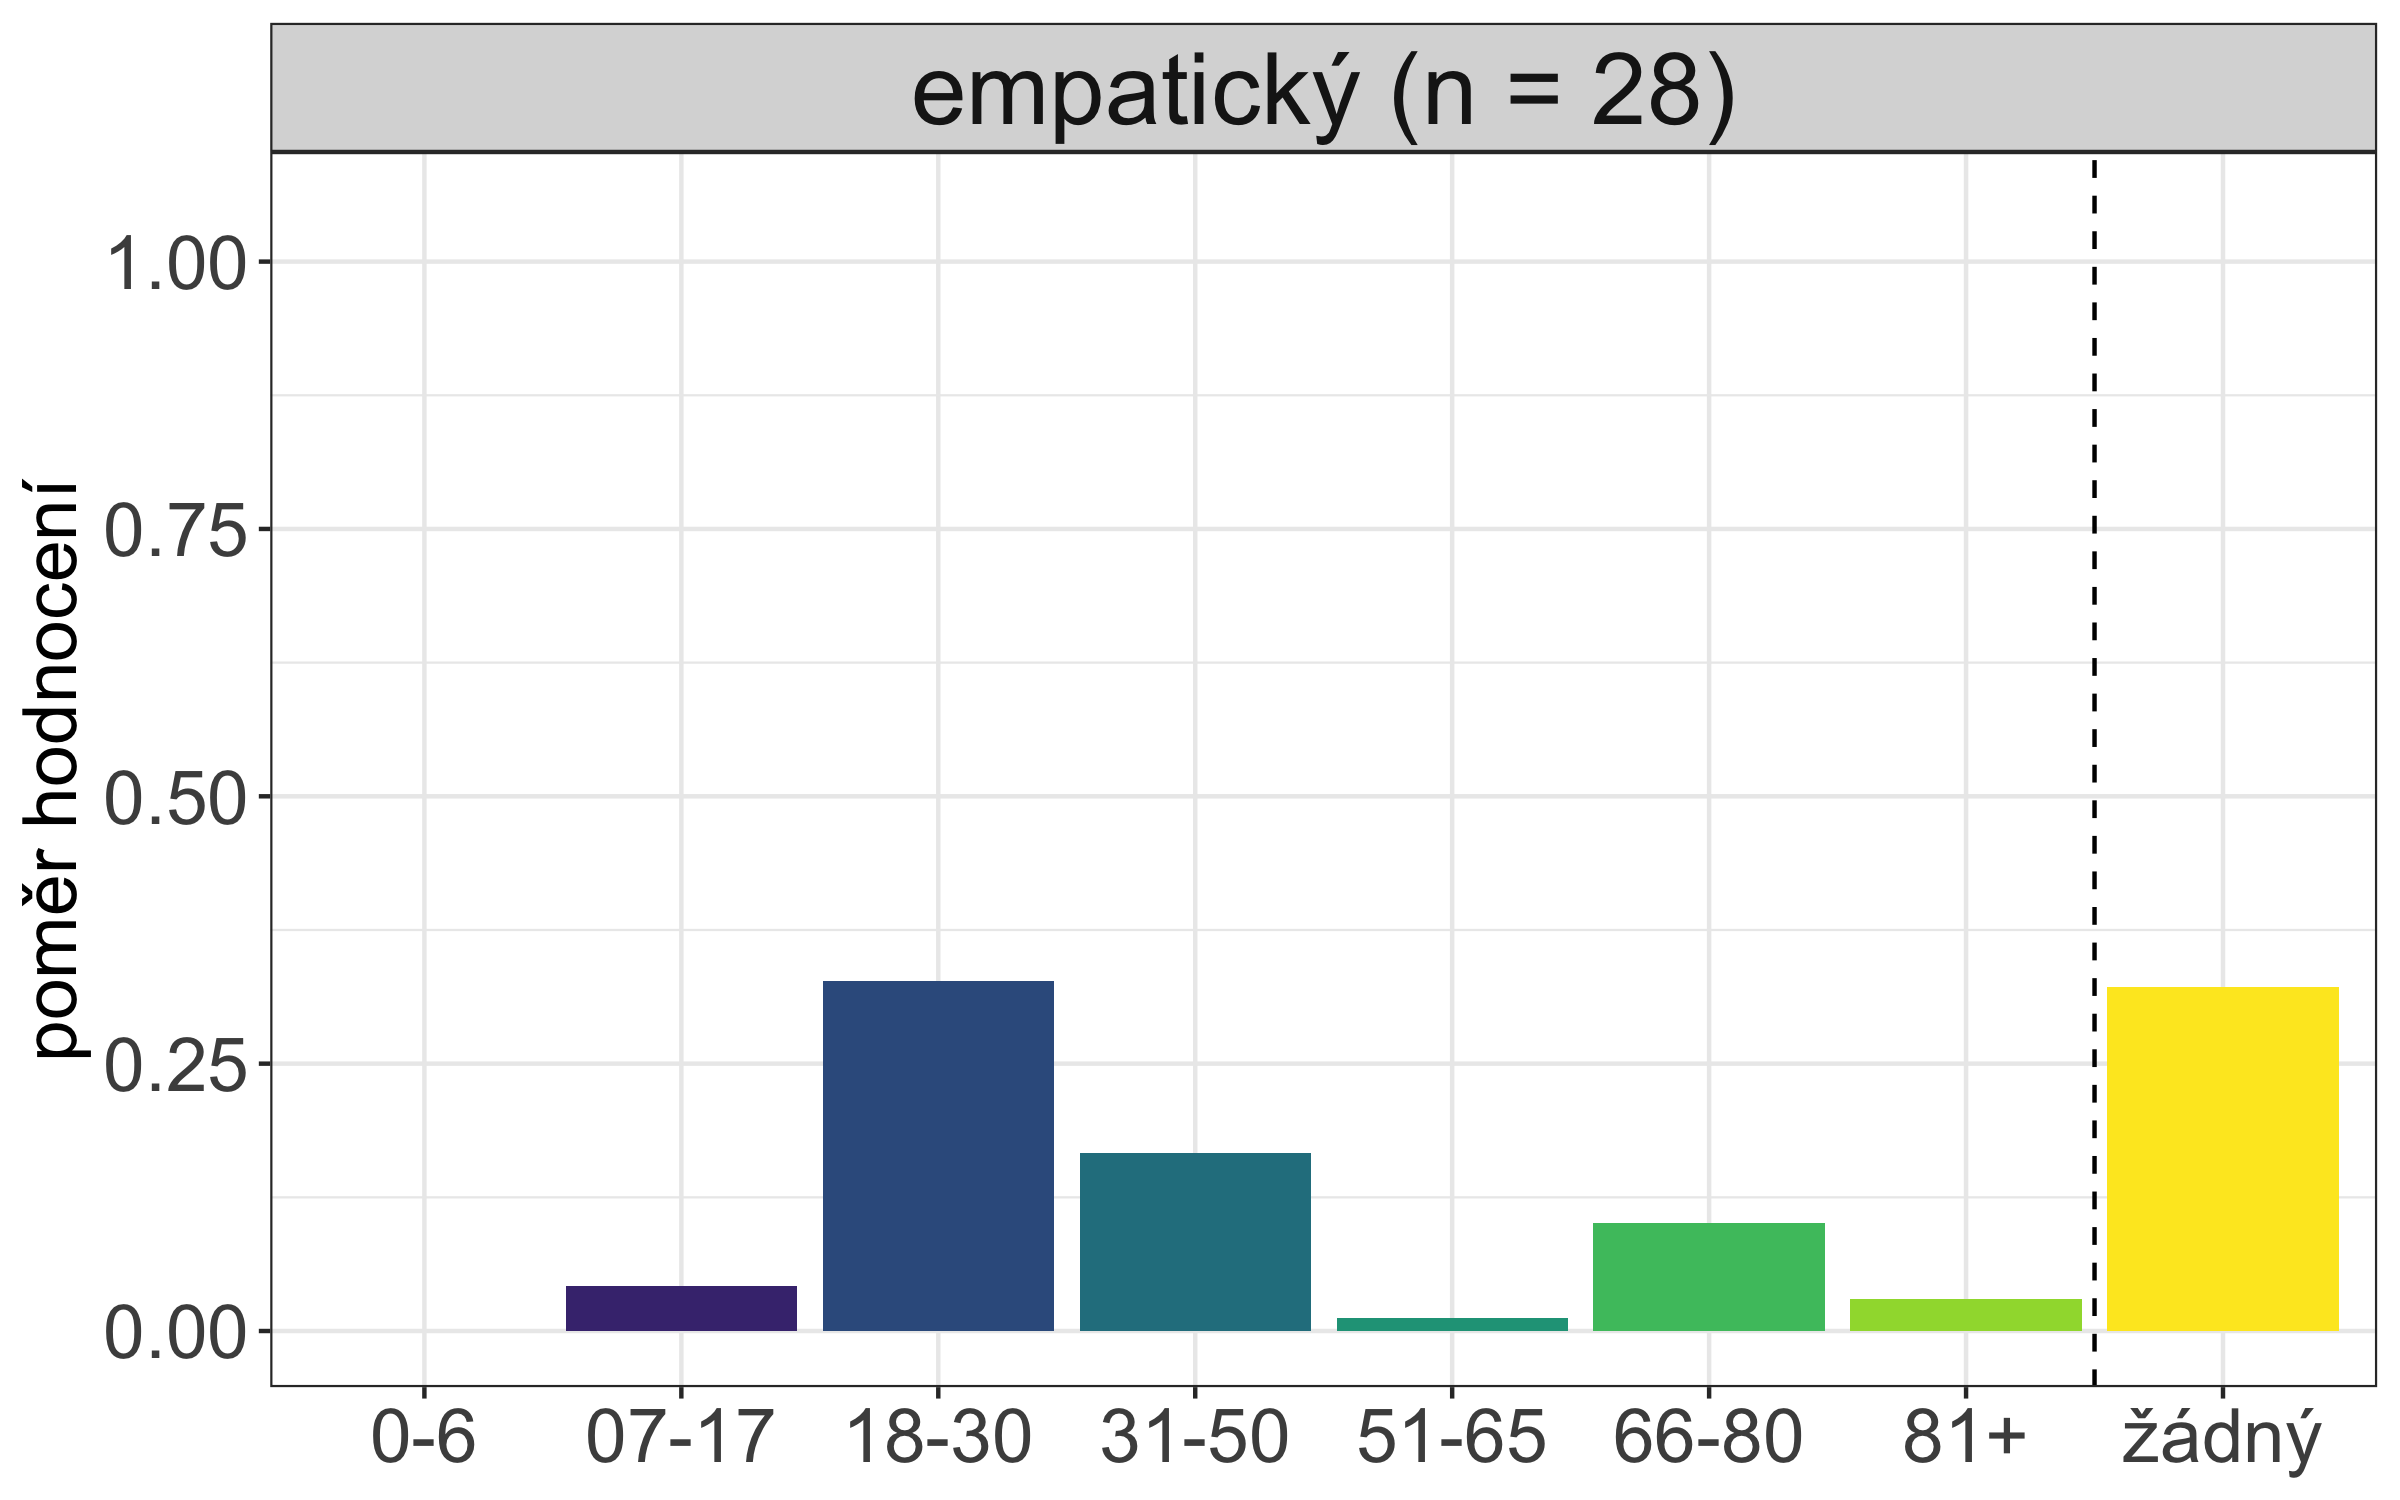 empatický (n = 28)
poměr hodnocení
1.00
0.75
0.50
0.25
0.00
0-6 07-17 18-30 31-50 51-65 66-80 81+ žádný